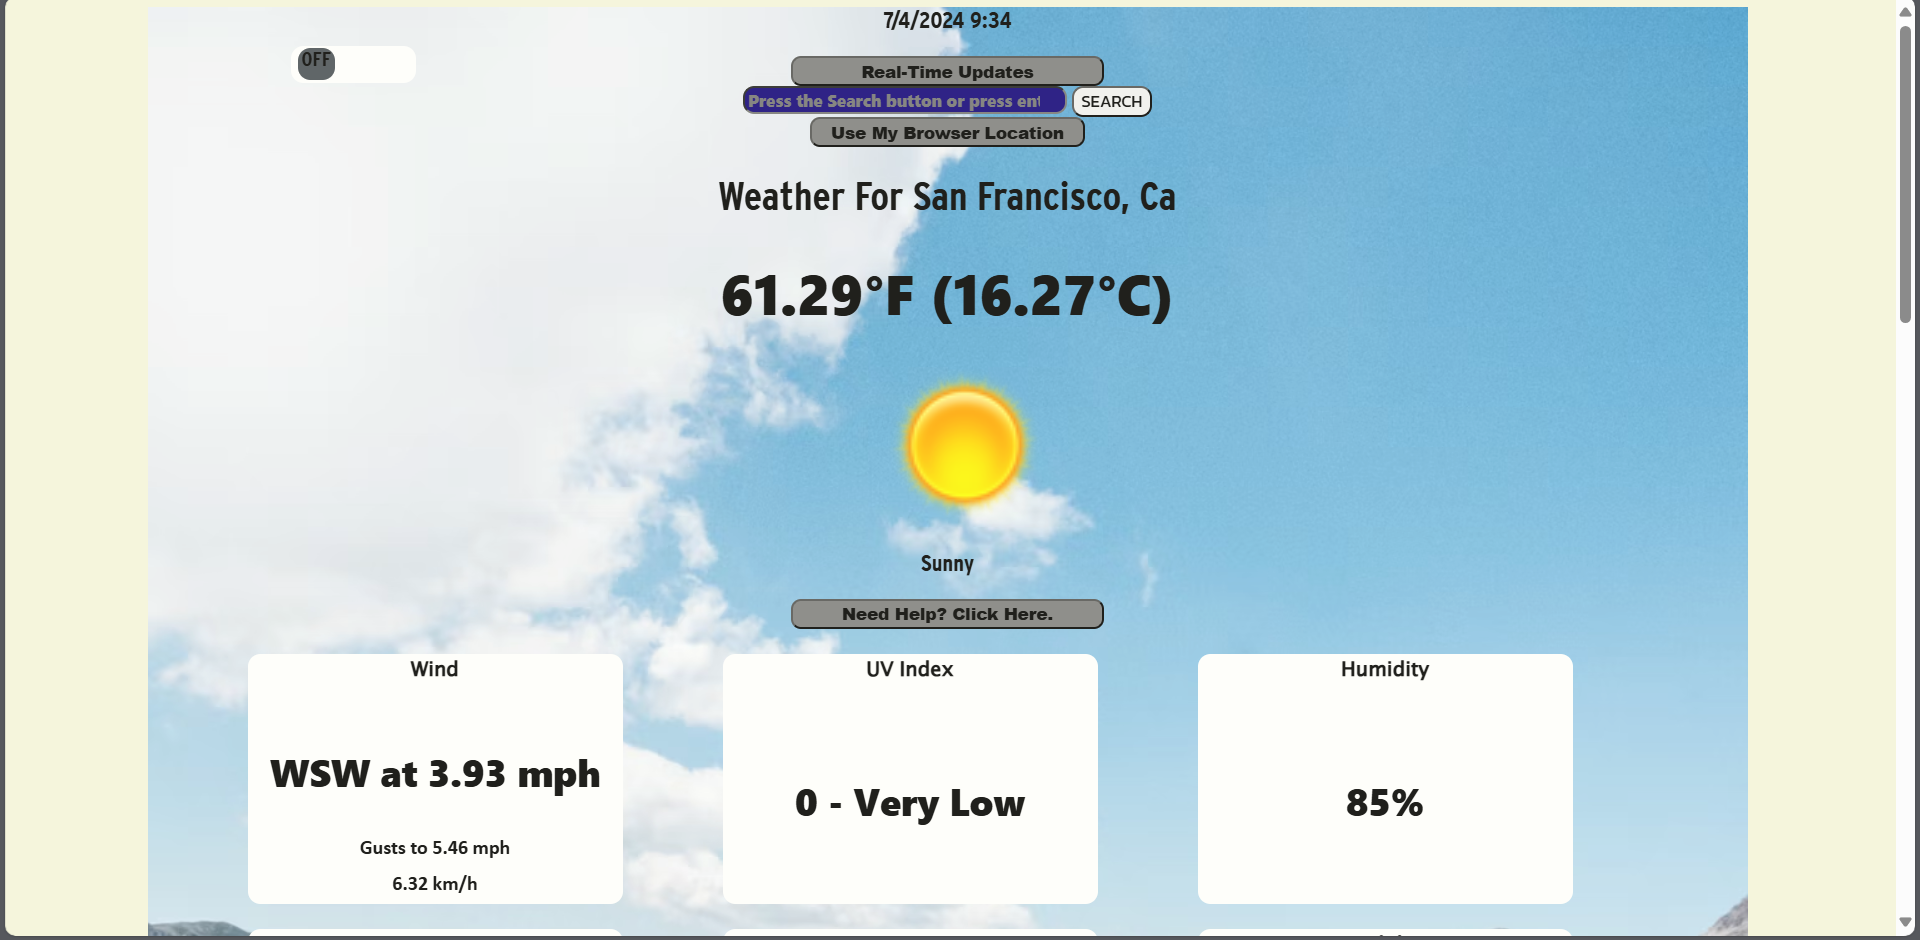 7/4/2024 9:34
OFF
Real-Time Updates
Press the Search button or press ent
SEARCH
Use My Browser Location
Weather For San Francisco, Ca
61.29°F (16.27°C)
Sunny
Need Help? Click Here.
Wind
WSW at 3.93 mph
Gusts to 5.46 mph
6.32 km/h
UV Index
0 - Very Low
Humidity
85%